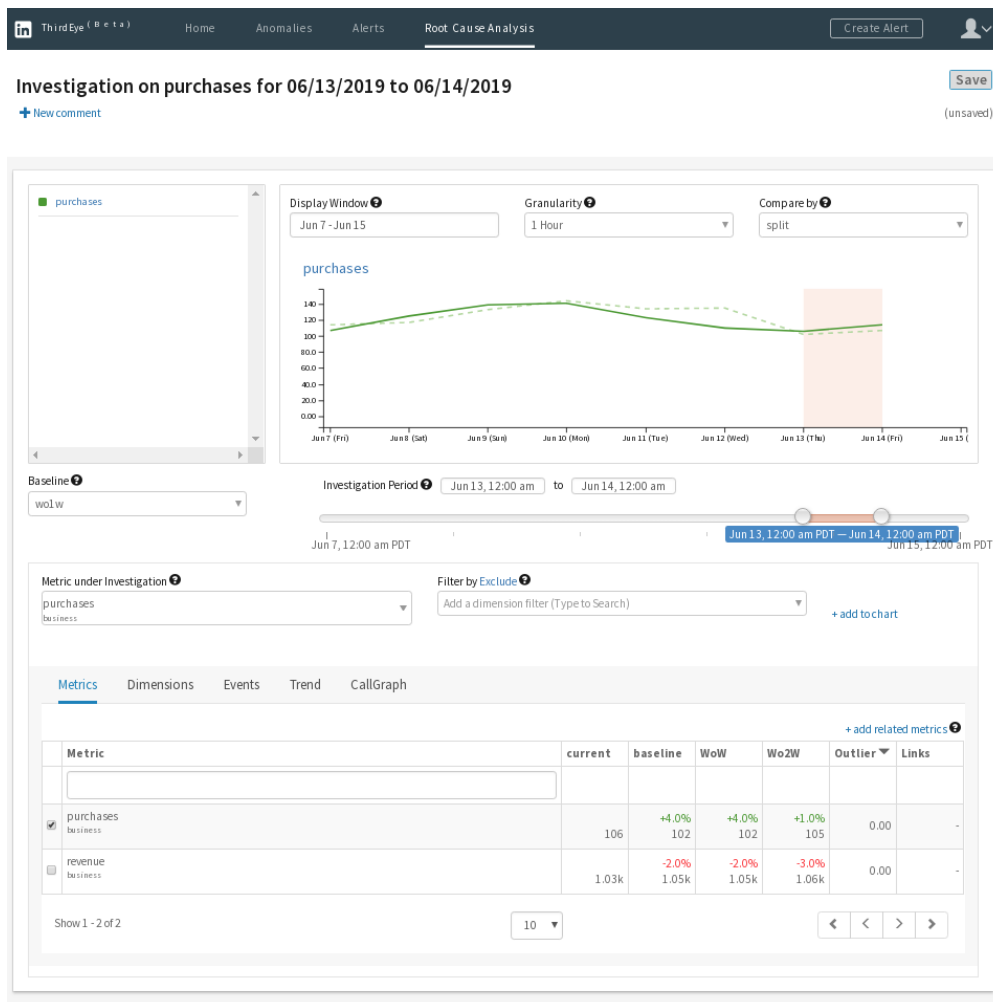 in ThirdEye (Beta) Home Anomalies Alerts Root Cause Analysis Create Alert
Investigation on purchases for 06/13/2019 to 06/14/2019
Save
New comment
(unsaved)
purchases
Display Window
Granularity
Compare by
Jun 7 - Jun 15
1 Hour
split
purchases
140
120
100
80.0
60.0
40.0
20.0
0.00
Jun 7 (Fri) Jun 8 (Sat) Jun 9 (Sun) Jun 10 (Mon) Jun 11 (Tue) Jun 12 (Wed) Jun 13 (Thu) Jun 14 (Fri) Jun 15 (
Baseline
wo1w
Investigation Period Jun 13, 12:00 am to Jun 14, 12:00 am
Jun 13, 12:00 am PDT — Jun 14, 12:00 am PDT
Jun 7, 12:00 am PDT
Jun 15, 12:00 am PDT
Metric under Investigation
purchases
business
Filter by Exclude
Add a dimension filter (Type to Search)
+ add to chart
Metrics Dimensions Events Trend CallGraph
+ add related metrics
Metric current baseline WoW Wo2W Outlier Links
purchases
business
106
+4.0%
102
+4.0%
102
+1.0%
105
0.00
-
revenue
business
1.03k
-2.0%
1.05k
-2.0%
1.05k
-3.0%
1.06k
0.00
-
Show 1 - 2 of 2
10